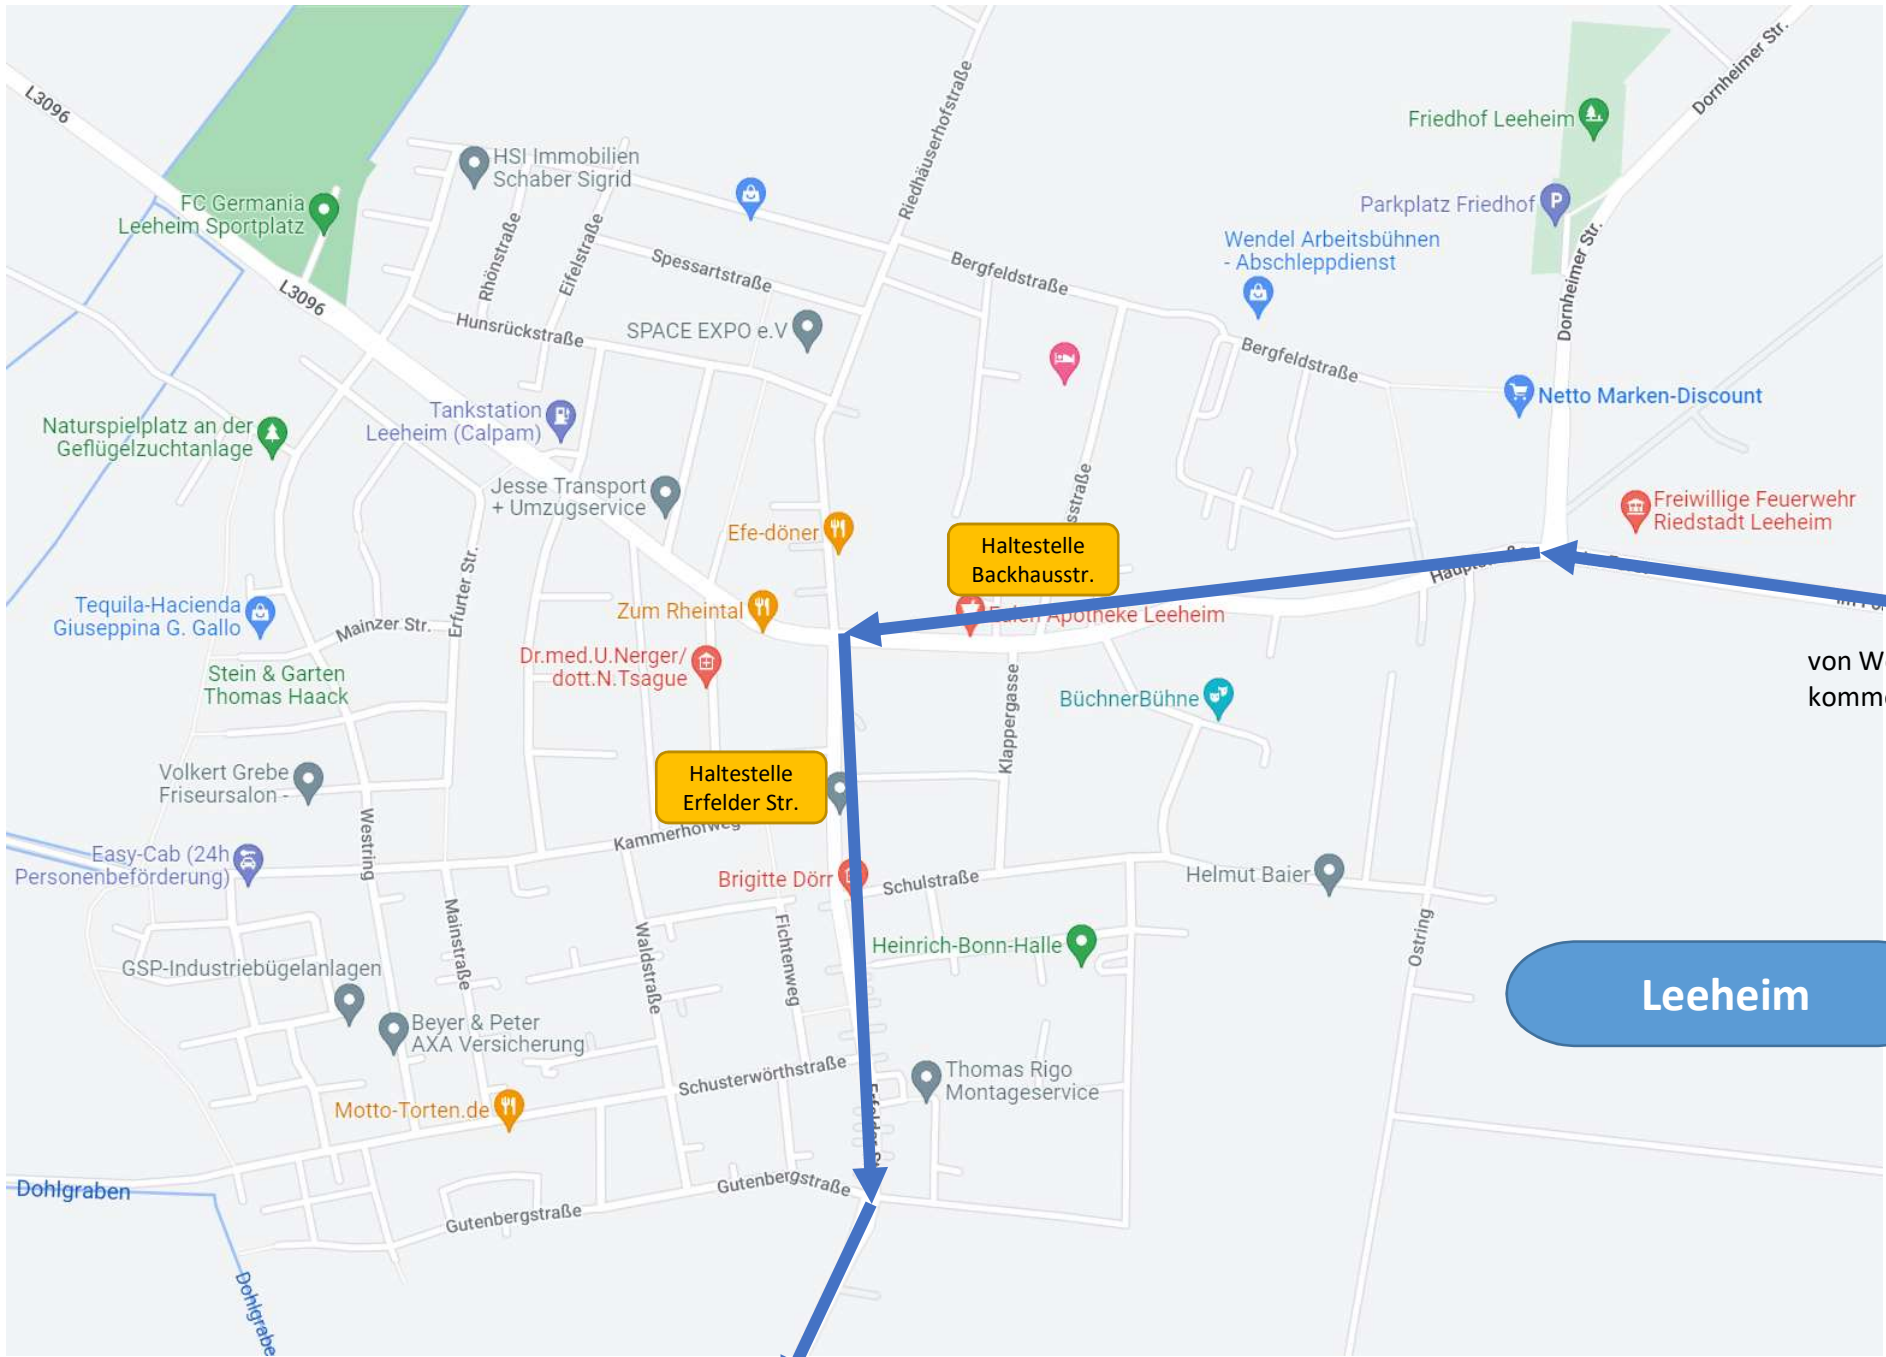 L3096
Riedhäuserhofstraße
Dornheimer Str.
Friedhof Leeheim
HSI Immobilien
Schaber Sigrid
FC Germania
Leeheim Sportplatz
Parkplatz Friedhof
P
Wendel Arbeitsbühnen
- Abschleppdienst
Rhönstraße
Eifelstraße
Spessartstraße
Bergfeldstraße
Dornheimer Str.
L3096
Hunsrückstraße
SPACE EXPO e.V
Bergfeldstraße
Netto Marken-Discount
Tankstation
Leeheim (Calpam)
Naturspielplatz an der
Geflügelzuchtanlage
Jesse Transport
+ Umzugservice
Efe-döner
Freiwillige Feuerwehr
Riedstadt Leeheim
Haltestelle
Backhausstr.
Erfurter Str.
Tequila-Hacienda
Giuseppina G. Gallo
Zum Rheintal
Eulen Apotheke Leeheim
Mainzer Str.
Dr.med.U.Nerger/
dott.N.Tsague
Stein & Garten
Thomas Haack
BüchnerBühne
Klappergasse
von
komm
Haltestelle
Erfelder Str.
Volkert Grebe
Friseursalon -
Westring
Kammerhofweg
Easy-Cab (24h
Personenbeförderung)
Brigitte Dörr
Schulstraße
Helmut Baier
Mainstraße
Waldstraße
Fichtenweg
Heinrich-Bonn-Halle
Ostring
GSP-Industriebügelanlagen
Leeheim
Beyer & Peter
AXA Versicherung
Schusterwörthstraße
Thomas Rigo
Montageservice
Motto-Torten.de
Erfelder St
Dohlgraben
Gutenbergstraße
Gutenbergstraße
Dohlgrabe